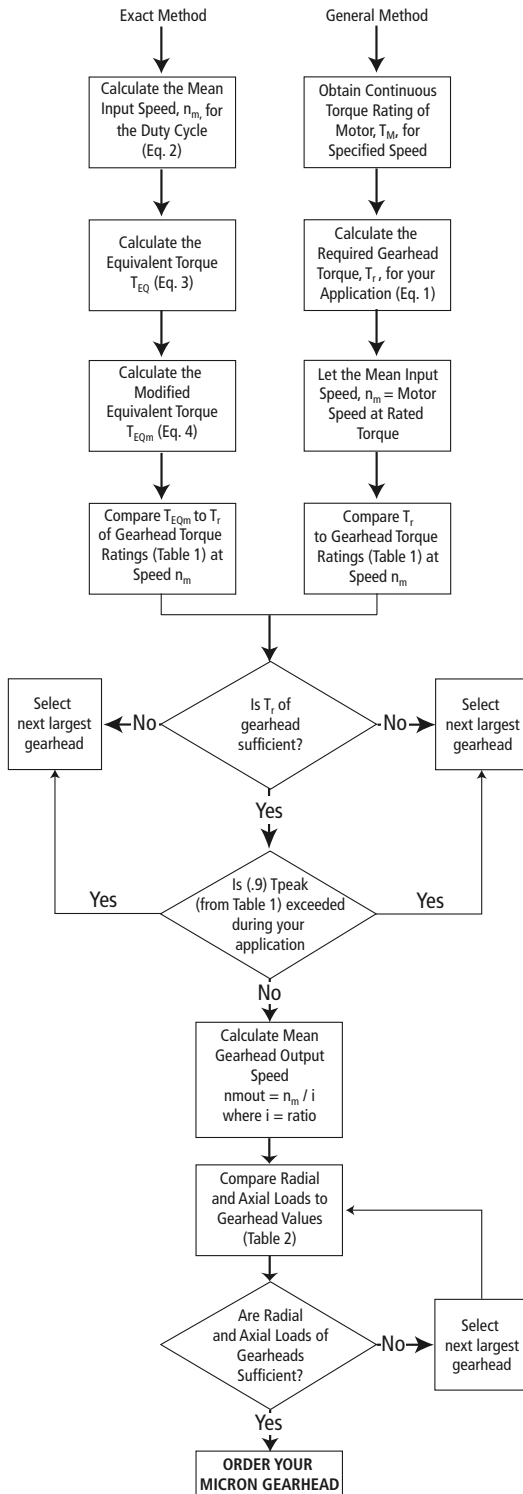 Exact Method
General Method
Calculate the Mean
Input Speed, nm, for
the Duty Cycle
(Eq. 2)
Obtain Continuous
Torque Rating of
Motor, TM, for
Specified Speed
Calculate the
Equivalent Torque
TEQ (Eq. 3)
Calculate the
Required Gearhead
Torque, Tr, for your
Application (Eq. 1)
Calculate the
Modified
Equivalent Torque
TEQm (Eq. 4)
Let the Mean Input
Speed, nm = Motor
Speed at Rated
Torque
Compare TEQm to Tr
of Gearhead Torque
Ratings (Table 1) at
Speed nm
Compare Tr
to Gearhead Torque
Ratings (Table 1) at
Speed nm
Select
next largest
gearhead
No
Is Tr of
gearhead
sufficient?
No
Select
next largest
gearhead
Yes
Yes
Is (.9) Tpeak
(from Table 1) exceeded
during your
application
Yes
No
Calculate Mean
Gearhead Output
Speed
nmout = nm / i
where i = ratio
Compare Radial
and Axial Loads to
Gearhead Values
(Table 2)
Are Radial
and Axial Loads of
Gearheads
Sufficient?
No
Select
next largest
gearhead
Yes
ORDER YOUR
MICRON GEARHEAD